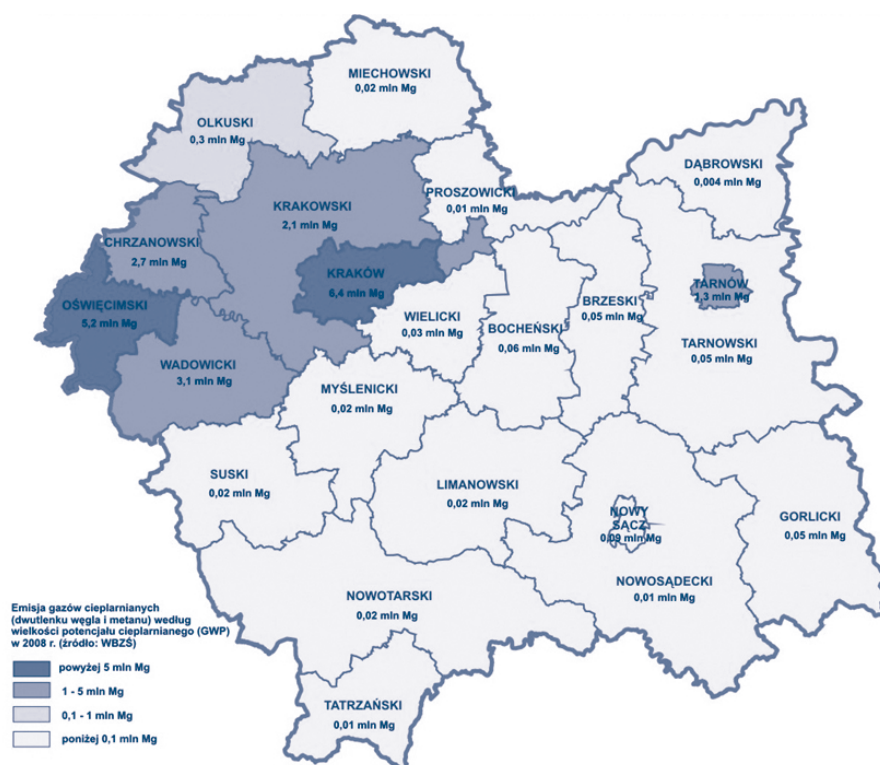 MIECHOWSKI
0,02 mln Mg
OLKUSKI
0,3 mln Mg
DĄBROWSKI
0,004 mln Mg
PROSZOWICKI
0,01 mln Mg
KRAKOWSKI
2,1 mln Mg
CHRZANOWSKI
2,7 mln Mg
KRAKÓW
6,4 mln Mg
TARNÓW
1,3 mln Mg
OŚWIĘCIMSKI
5,2 mln Mg
WIELICKI
0,03 mln Mg
BOCHEŃSKI
0,06 mln Mg
BRZESKI
0,05 mln Mg
TARNOWSKI
0,05 mln Mg
WADOWICKI
3,1 mln Mg
MYŚLENICKI
0,02 mln Mg
SUSKI
0,02 mln Mg
LIMANOWSKI
0,02 mln Mg
NOWY
SĄCZ
0,09 mln Mg
GORLICKI
0,05 mln Mg
NOWOSĄDECKI
0,01 mln Mg
NOWOTARSKI
0,02 mln Mg
TATRZAŃSKI
0,01 mln Mg
Emisja gazów cieplarnianych
(dwutlenku węgla i metanu) według
wielkości potencjału cieplarnianego (GWP)
w 2008 r. (źródło: WBZŚ)
powyżej 5 mln Mg
1 - 5 mln Mg
0,1 - 1 mln Mg
poniżej 0,1 mln Mg